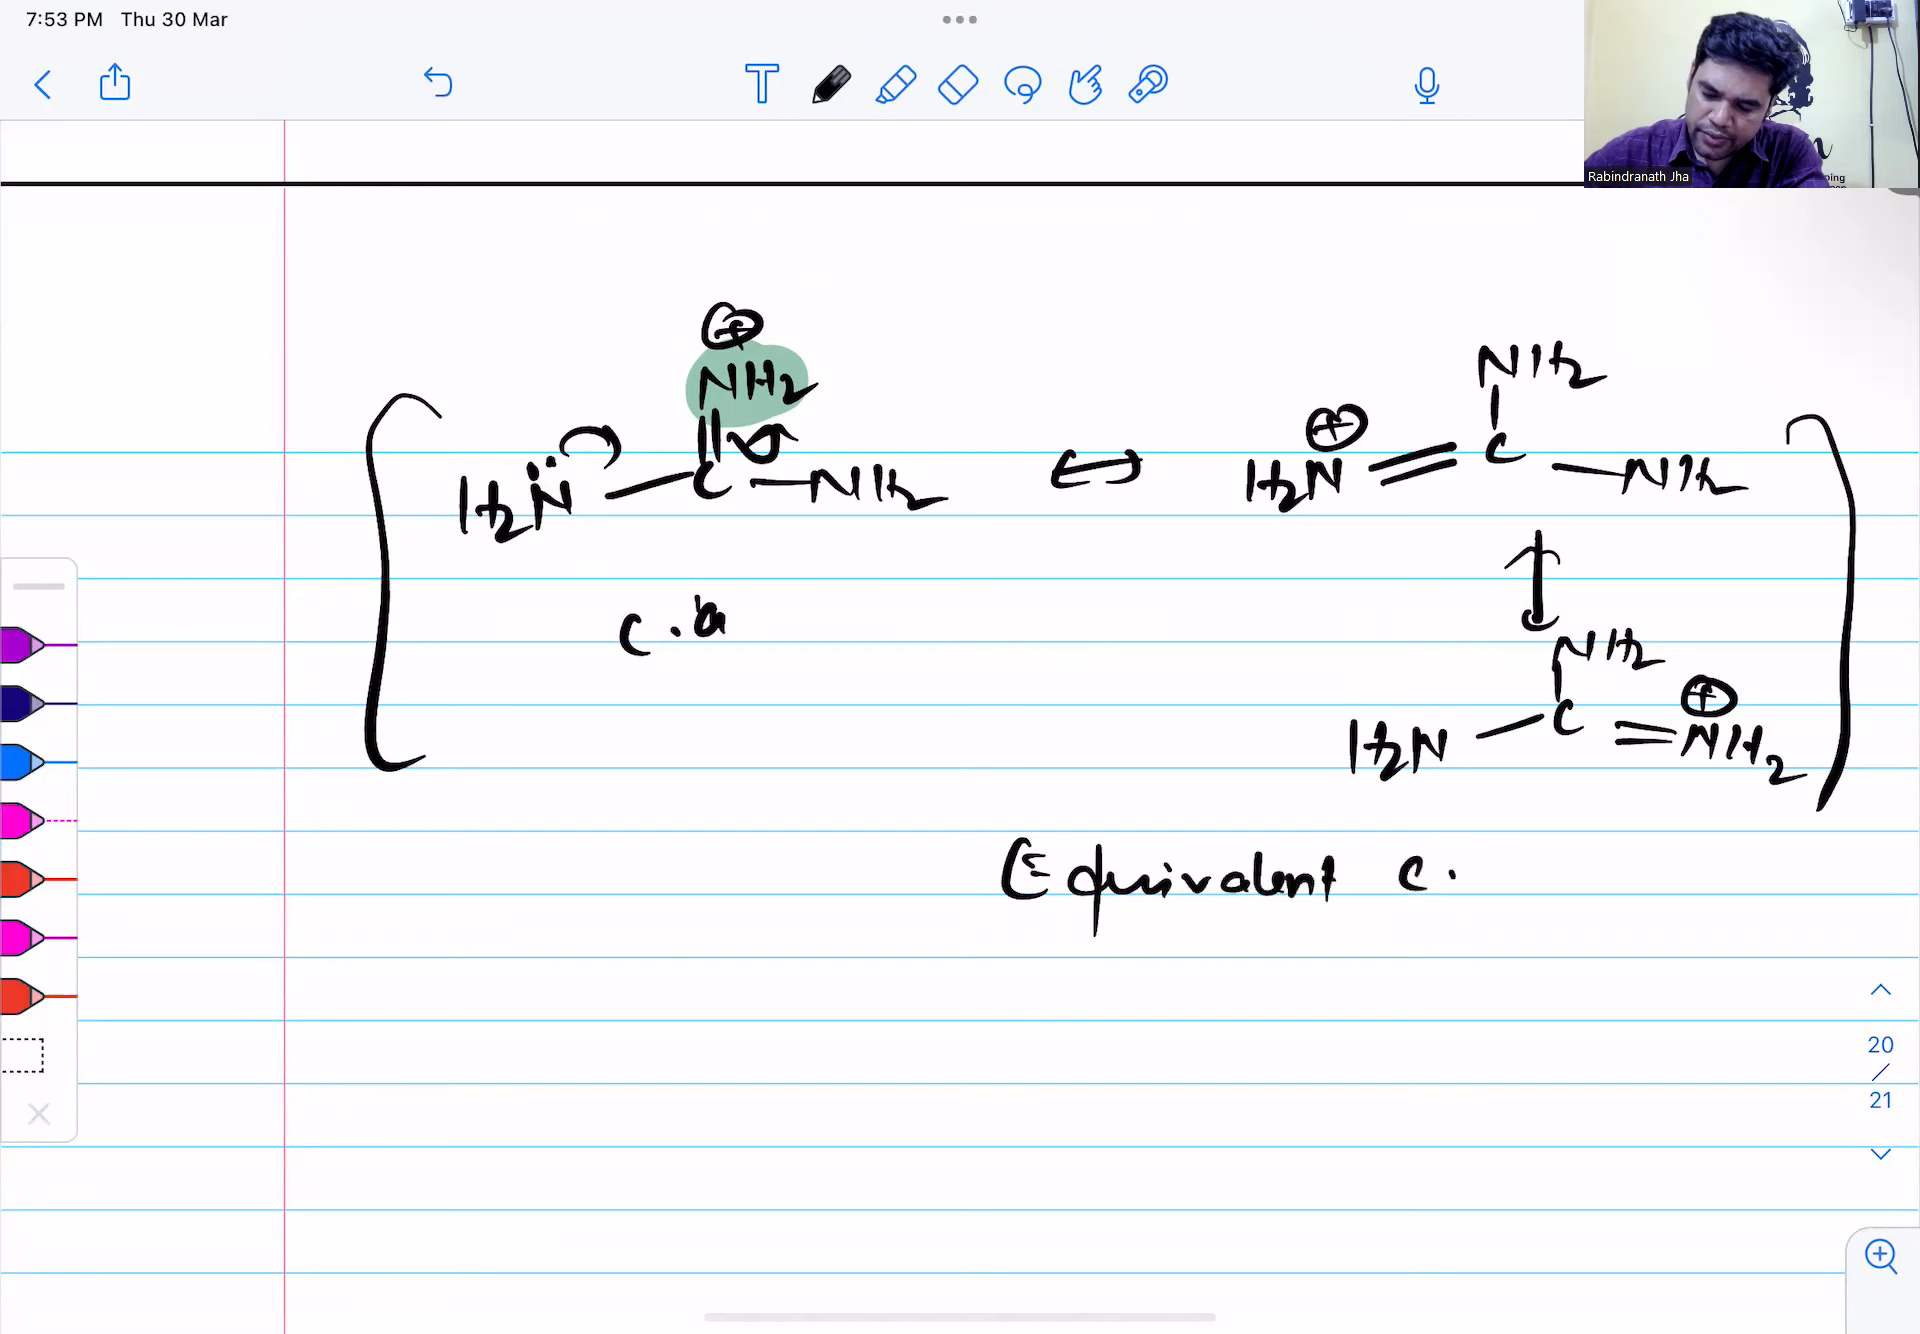 7:53 PM Thu 30 Mar
Rabindranath Jha
⊕
NH2
H2N̈ — C — NH2 ↔ H2N = C — NH2
⊕
NH2
C.a
NH2
⊕
H2N — C = NH2
Equivalent C.
20
/
21